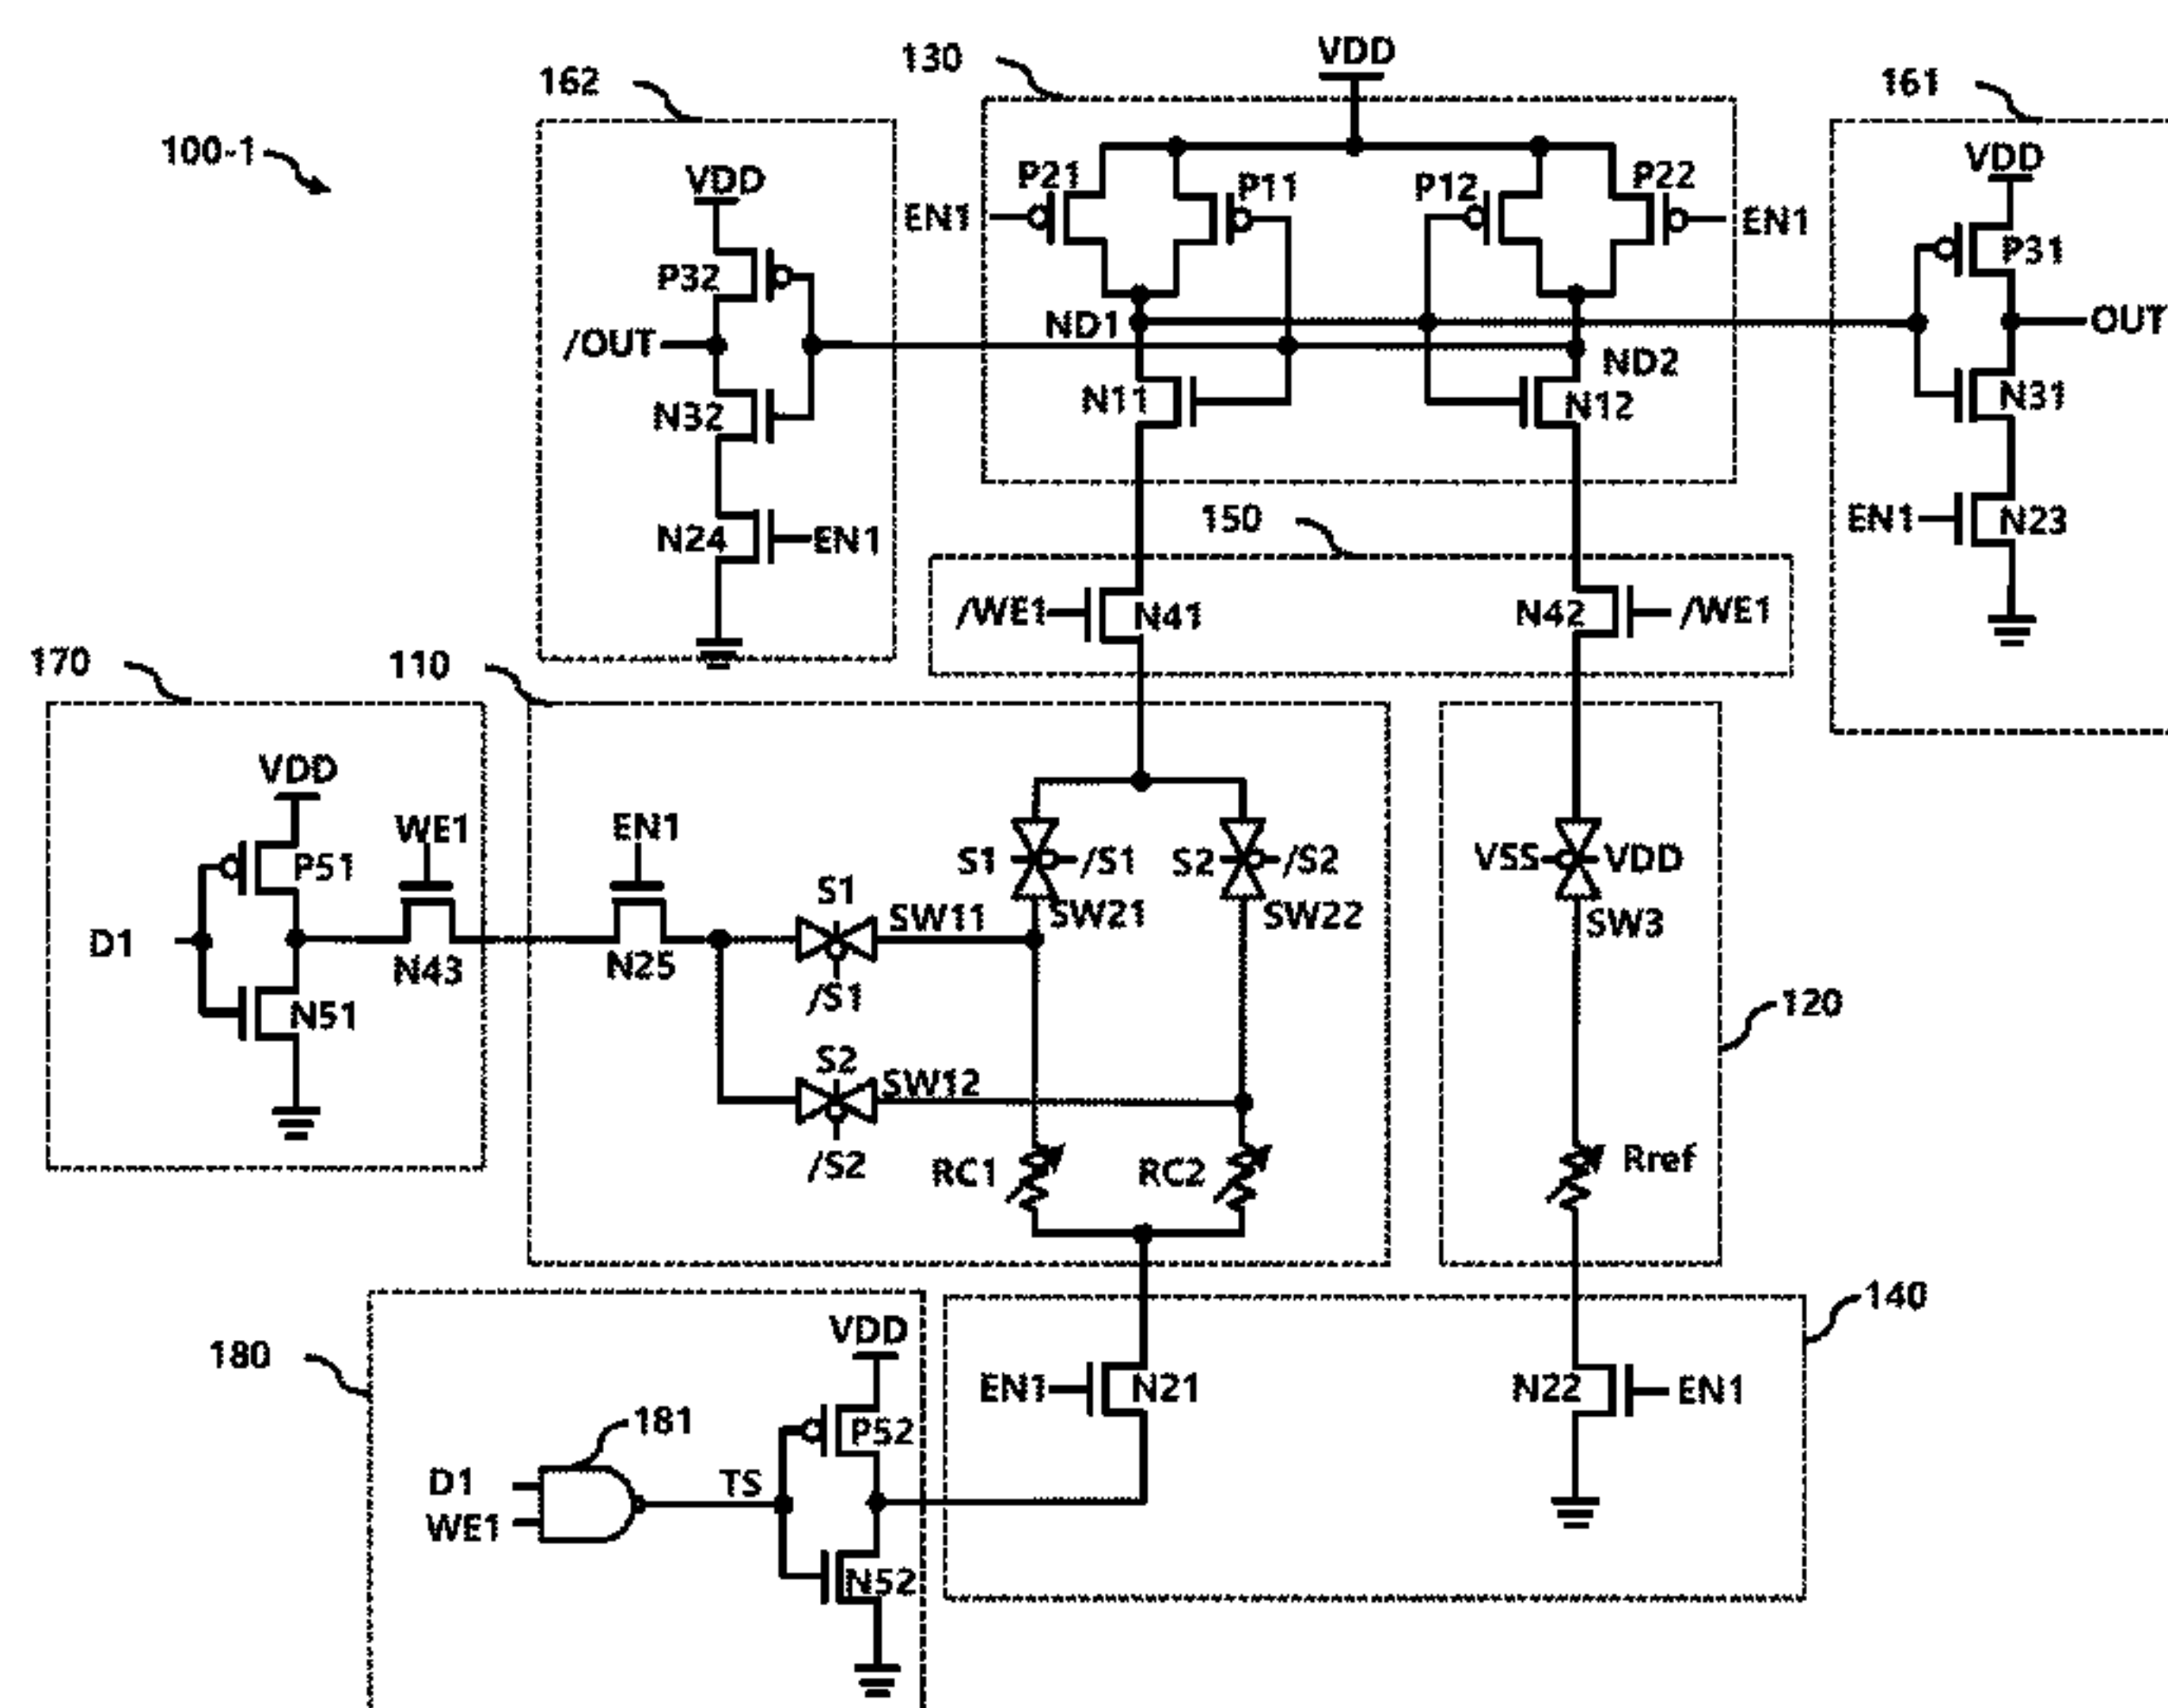 VDD
130
162
161
100-1
VDD
VDD
P21
P11
P12
P22
EN1
EN1
P32
P31
/OUT
ND1
ND2
OUT
N32
N11
N12
N31
150
N24
EN1
EN1
N23
/WE1
N41
N42
/WE1
170
110
VDD
WE1
EN1
P51
S1
/S1
S2
/S2
VSS
VDD
S1
SW11
SW21
SW22
SW3
D1
N43
N25
/S1
N51
120
S2
SW12
/S2
RC1
RC2
Rref
140
VDD
180
EN1
N21
N22
EN1
181
P52
D1
TS
WE1
N52